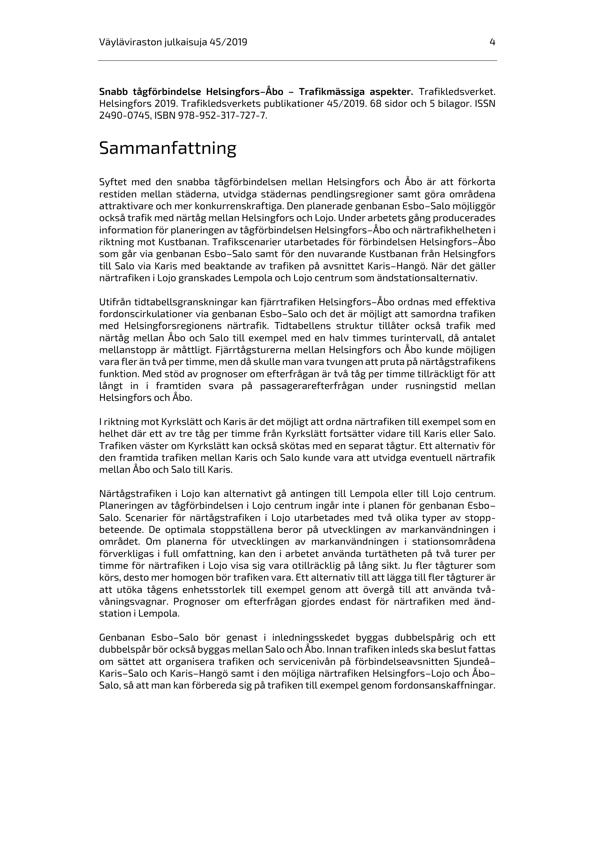 Väyläviraston julkaisuja 45/2019 4
Snabb tågförbindelse Helsingfors–Åbo – Trafikmässiga aspekter. Trafikledsverket.
Helsingfors 2019. Trafikledsverkets publikationer 45/2019. 68 sidor och 5 bilagor. ISSN
2490-0745, ISBN 978-952-317-727-7.
Sammanfattning
Syftet med den snabba tågförbindelsen mellan Helsingfors och Åbo är att förkorta
restiden mellan städerna, utvidga städernas pendlingsregioner samt göra områdena
attraktivare och mer konkurrenskraftiga. Den planerade genbanan Esbo–Salo möjliggör
också trafik med närtåg mellan Helsingfors och Lojo. Under arbetets gång producerades
information för planeringen av tågförbindelsen Helsingfors–Åbo och närtrafikhelheten i
riktning mot Kustbanan. Trafikscenarier utarbetades för förbindelsen Helsingfors–Åbo
som går via genbanan Esbo–Salo samt för den nuvarande Kustbanan från Helsingfors
till Salo via Karis med beaktande av trafiken på avsnittet Karis–Hangö. När det gäller
närtrafiken i Lojo granskades Lempola och Lojo centrum som ändstationsalternativ.
Utifrån tidtabellsgranskningar kan fjärrtrafiken Helsingfors–Åbo ordnas med effektiva
fordonscirkulationer via genbanan Esbo–Salo och det är möjligt att samordna trafiken
med Helsingforsregionens närtrafik. Tidtabellens struktur tillåter också trafik med
närtåg mellan Åbo och Salo till exempel med en halv timmes turintervall, då antalet
mellanstopp är måttligt. Fjärrtågsturerna mellan Helsingfors och Åbo kunde möjligen
vara fler än två per timme, men då skulle man vara tvungen att pruta på närtågstrafikens
funktion. Med stöd av prognoser om efterfrågan är två tåg per timme tillräckligt för att
långt in i framtiden svara på passagerarefterfrågan under rusningstid mellan
Helsingfors och Åbo.
I riktning mot Kyrkslätt och Karis är det möjligt att ordna närtrafiken till exempel som en
helhet där ett av tre tåg per timme från Kyrkslätt fortsätter vidare till Karis eller Salo.
Trafiken väster om Kyrkslätt kan också skötas med en separat tågtur. Ett alternativ för
den framtida trafiken mellan Karis och Salo kunde vara att utvidga eventuell närtrafik
mellan Åbo och Salo till Karis.
Närtågstrafiken i Lojo kan alternativt gå antingen till Lempola eller till Lojo centrum.
Planeringen av tågförbindelsen i Lojo centrum ingår inte i planen för genbanan Esbo–
Salo. Scenarier för närtågstrafiken i Lojo utarbetades med två olika typer av stopp-
beteende. De optimala stoppställena beror på utvecklingen av markanvändningen i
området. Om planerna för utvecklingen av markanvändningen i stationsområdena
förverkligas i full omfattning, kan den i arbetet använda turtätheten på två turer per
timme för närtrafiken i Lojo visa sig vara otillräcklig på lång sikt. Ju fler tågturer som
körs, desto mer homogen bör trafiken vara. Ett alternativ till att lägga till fler tågturer är
att utöka tågens enhetsstorlek till exempel genom att övergå till att använda två-
våningsvagnar. Prognoser om efterfrågan gjordes endast för närtrafiken med änd-
station i Lempola.
Genbanan Esbo–Salo bör genast i inledningsskedet byggas dubbelspårig och ett
dubbelspår bör också byggas mellan Salo och Åbo. Innan trafiken inleds ska beslut fattas
om sättet att organisera trafiken och servicenivån på förbindelseavsnitten Sjundeå–
Karis–Salo och Karis–Hangö samt i den möjliga närtrafiken Helsingfors–Lojo och Åbo–
Salo, så att man kan förbereda sig på trafiken till exempel genom fordonsanskaffningar.